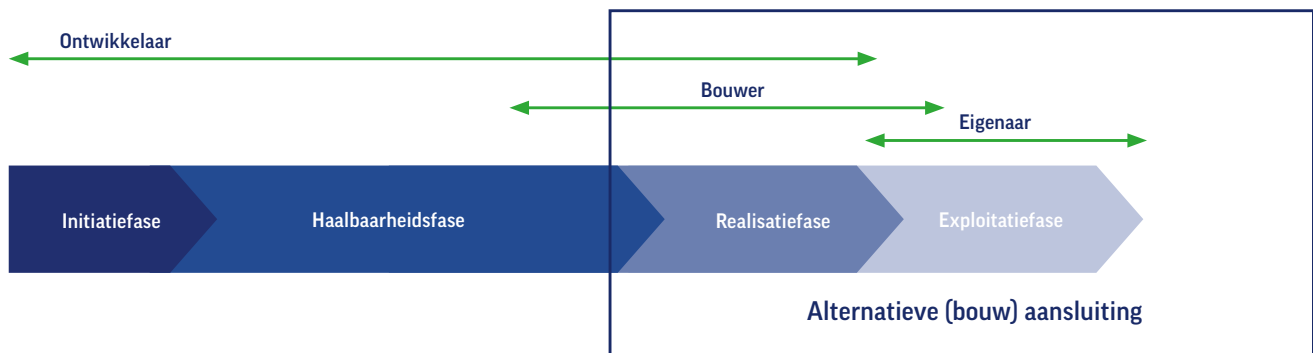 Ontwikkelaar
Bouwer
Eigenaar
Initiatiefase Haalbaarheidsfase Realisatiefase Exploitatiefase
Alternatieve (bouw) aansluiting